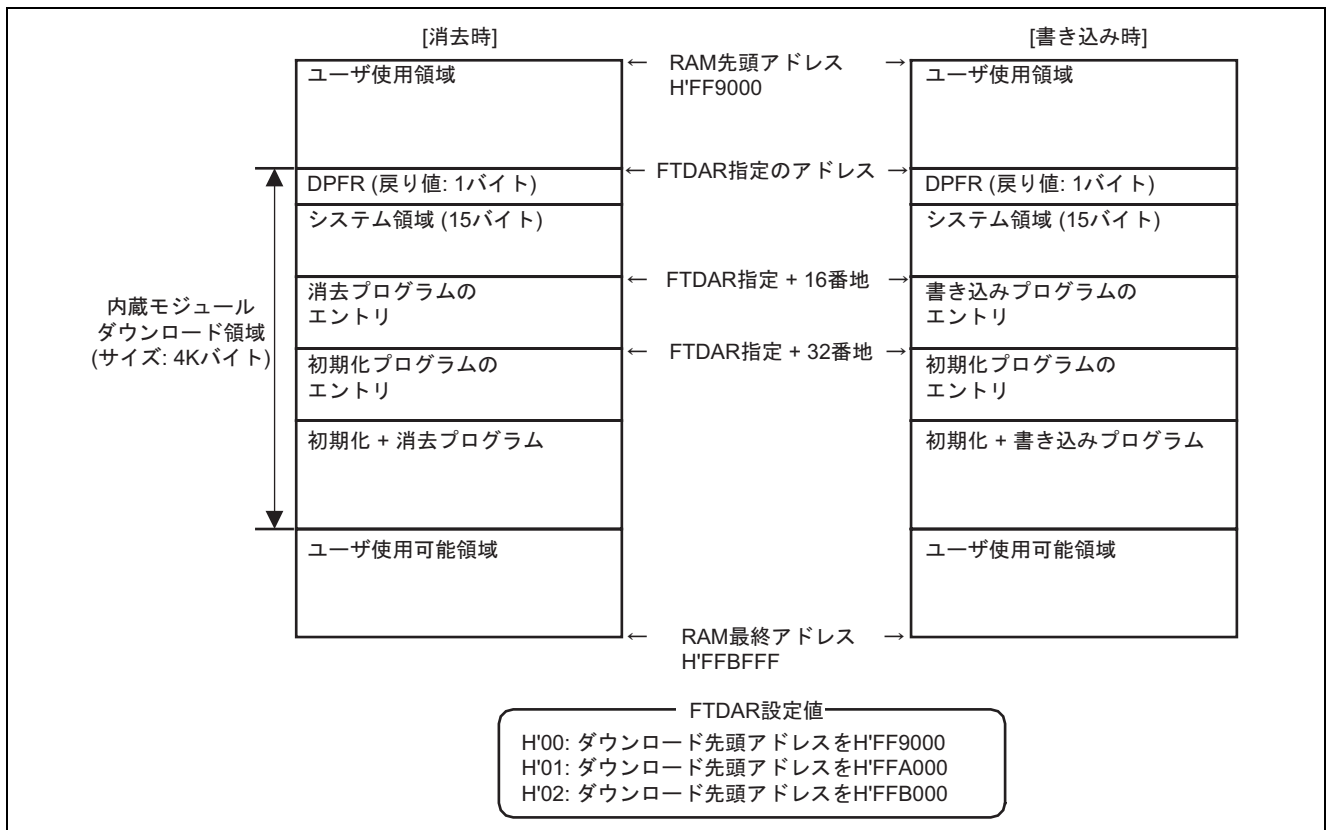 [消去時]
[書き込み時]
ユーザ使用領域
← RAM先頭アドレス →
H'FF9000
ユーザ使用領域
← FTDAR指定のアドレス →
DPFR (戻り値: 1バイト)
DPFR (戻り値: 1バイト)
システム領域 (15バイト)
システム領域 (15バイト)
← FTDAR指定 + 16番地 →
消去プログラムの
エントリ
書き込みプログラムの
エントリ
内蔵モジュール
ダウンロード領域
(サイズ: 4Kバイト)
← FTDAR指定 + 32番地 →
初期化プログラムの
エントリ
初期化プログラムの
エントリ
初期化 + 消去プログラム
初期化 + 書き込みプログラム
ユーザ使用可能領域
ユーザ使用可能領域
← RAM最終アドレス →
H'FFBFFF
FTDAR設定値
H'00: ダウンロード先頭アドレスをH'FF9000
H'01: ダウンロード先頭アドレスをH'FFA000
H'02: ダウンロード先頭アドレスをH'FFB000